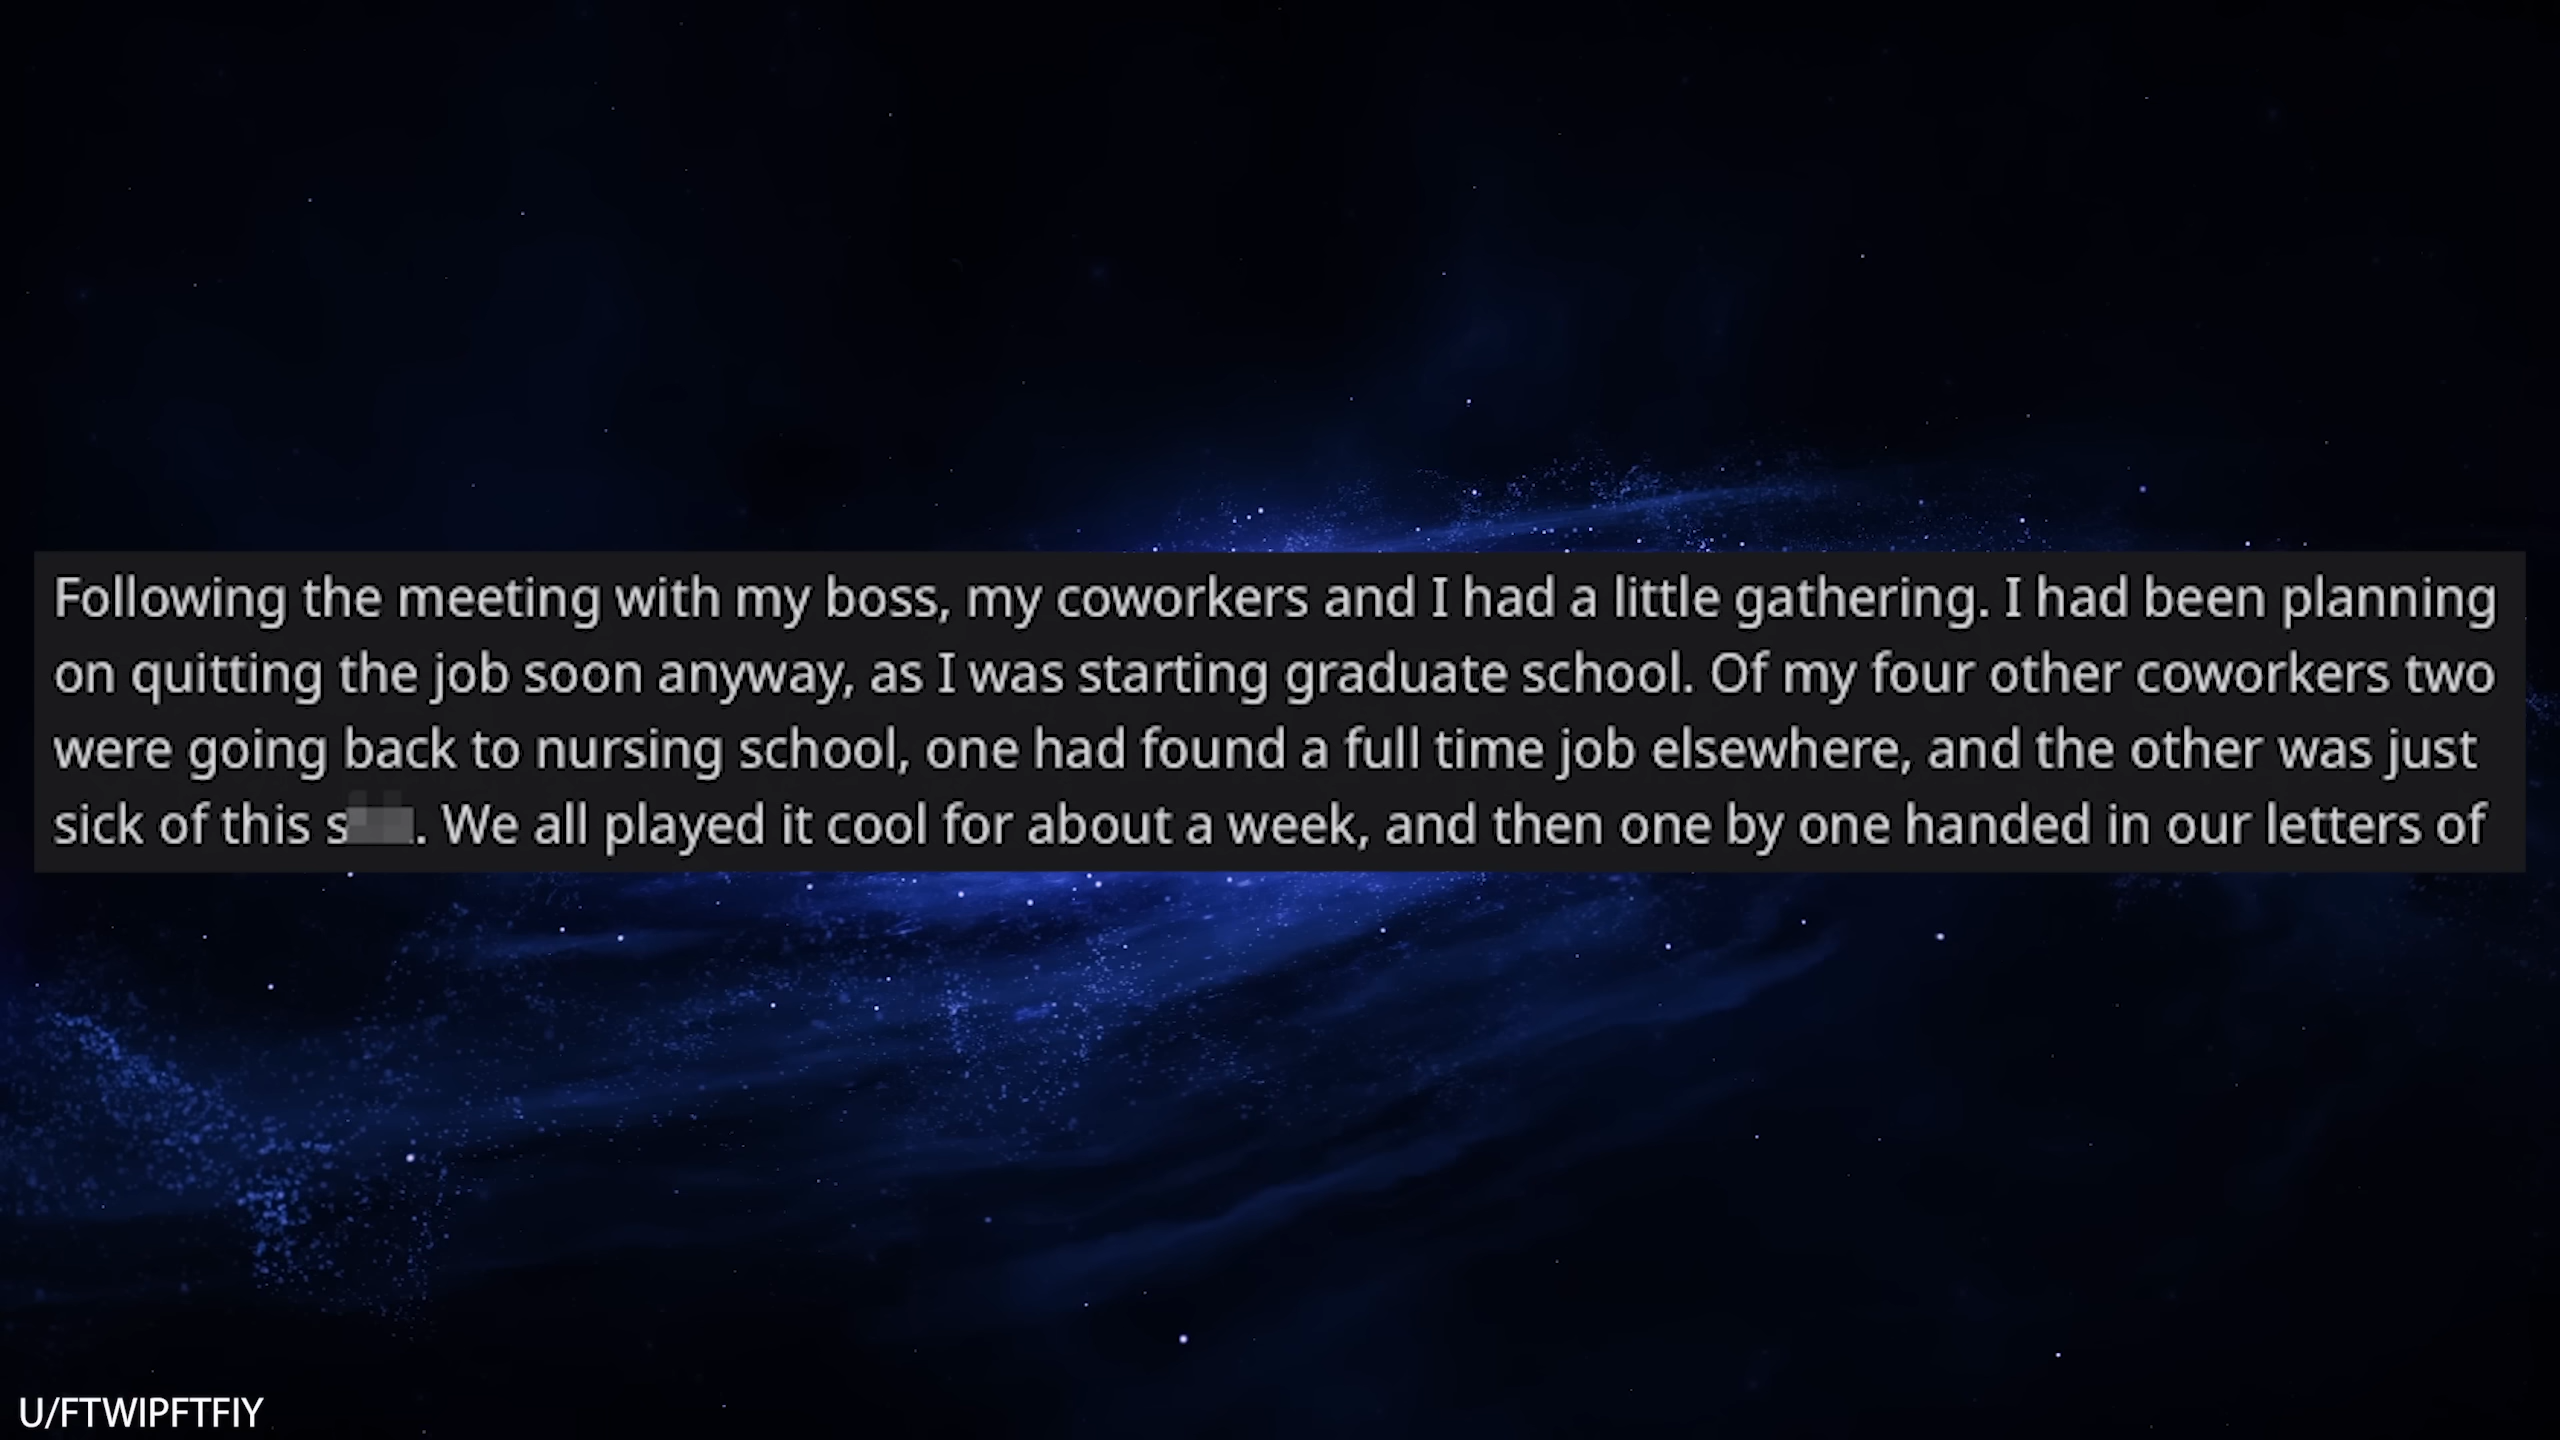 Following the meeting with my boss, my coworkers and I had a little gathering. I had been planning
on quitting the job soon anyway, as I was starting graduate school. Of my four other coworkers two
were going back to nursing school, one had found a full time job elsewhere, and the other was just
sick of this s. We all played it cool for about a week, and then one by one handed in our letters of
U/FTWIPFTFIY